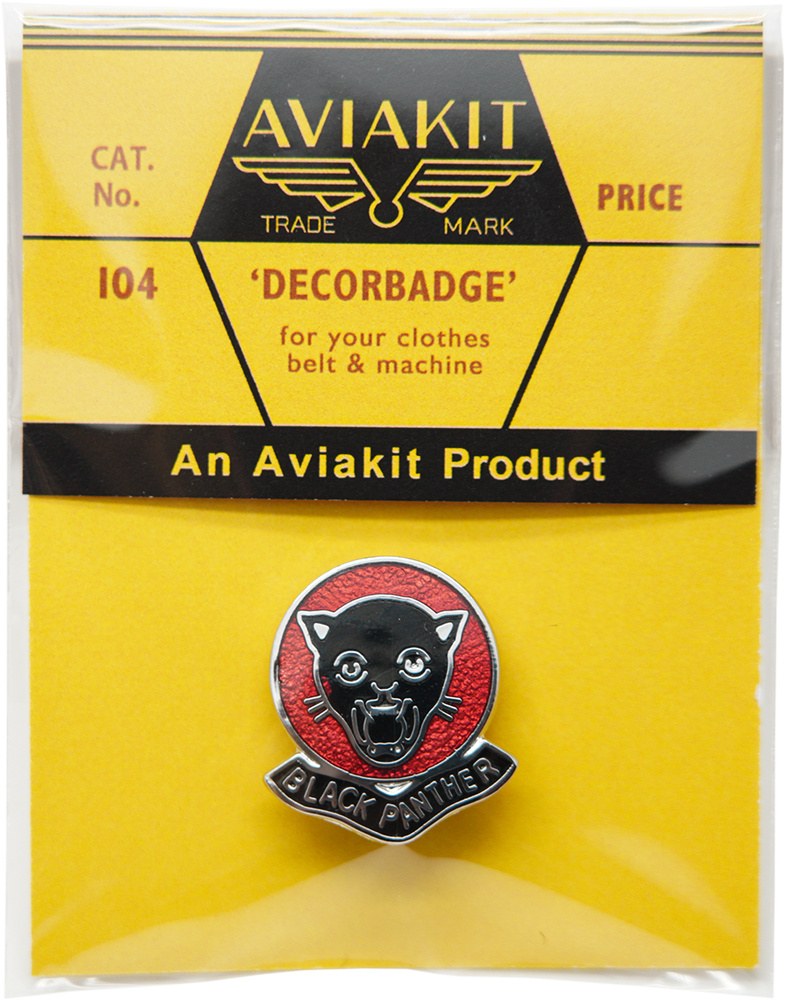 AVIAKIT
TRADE MARK
CAT.
No.
PRICE
104
'DECORBADGE'
for your clothes
belt & machine
An Aviakit Product
BLACK PANTHER